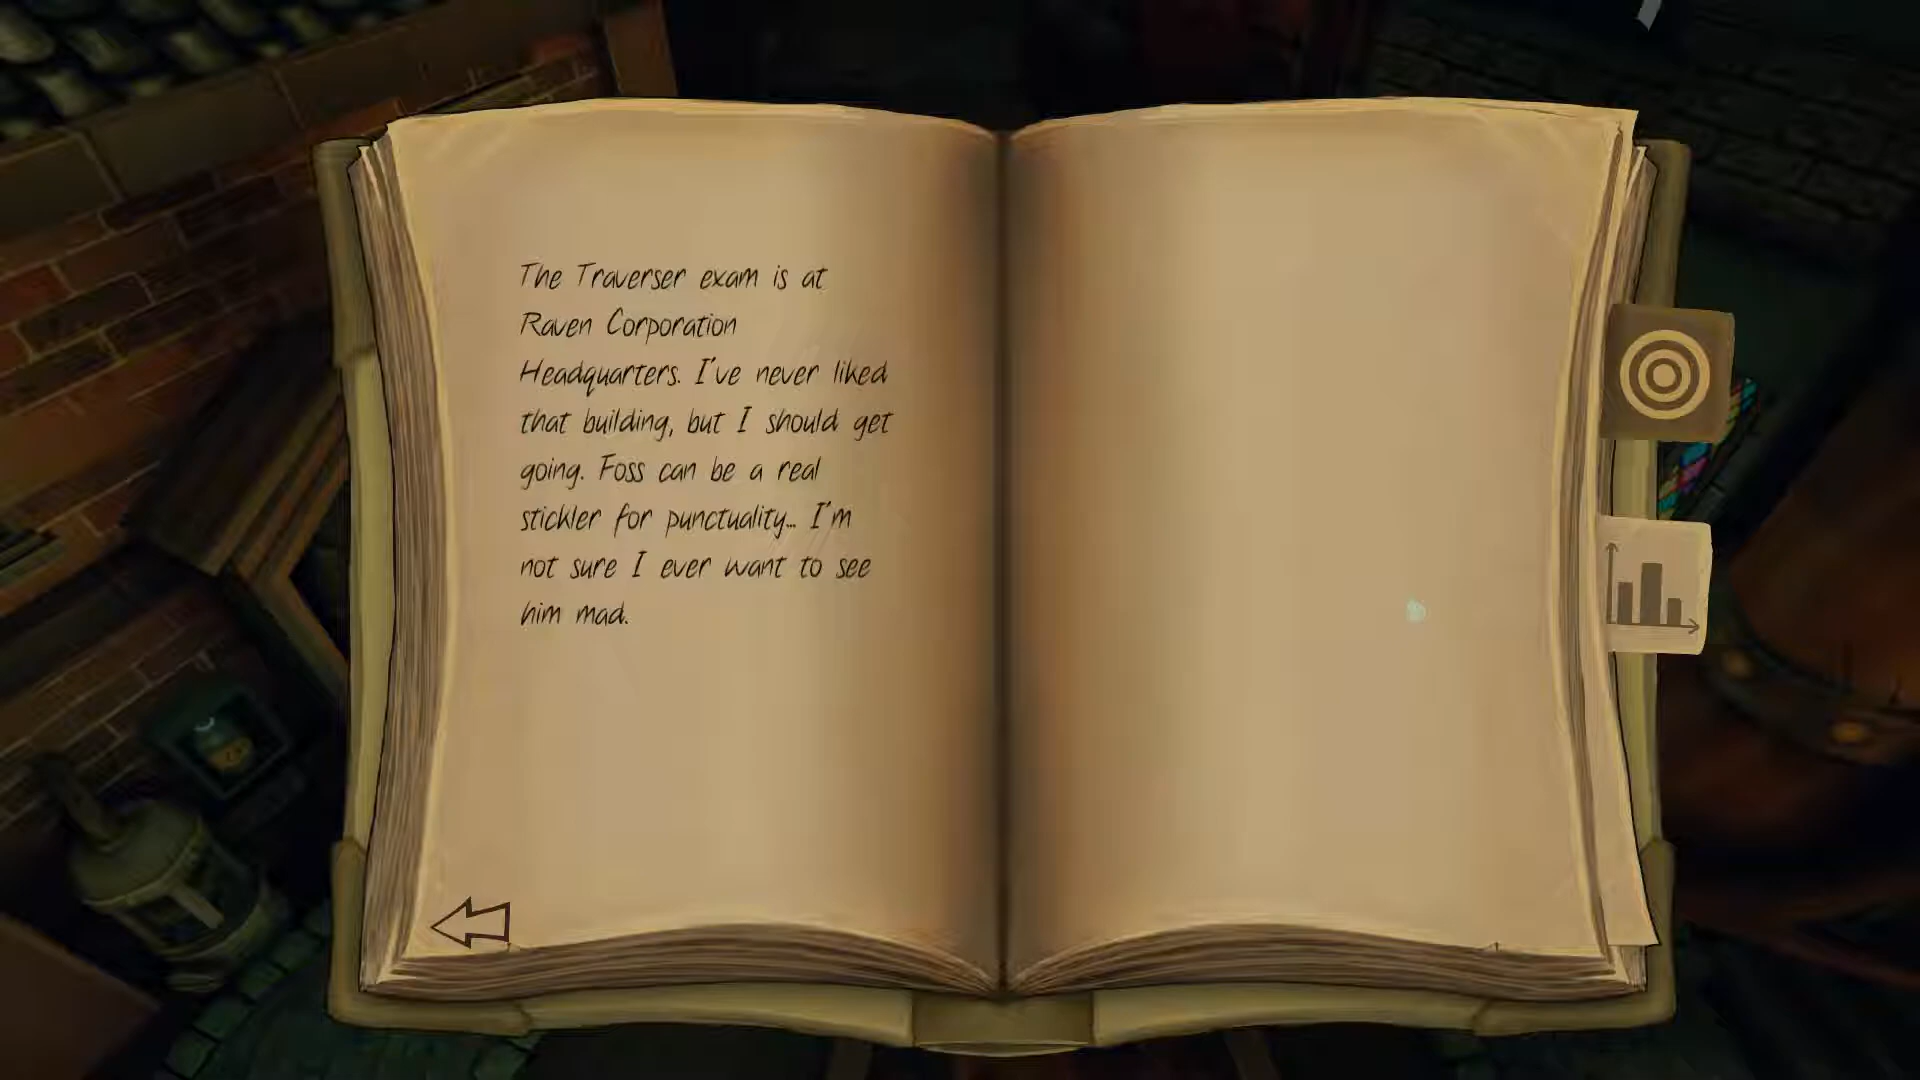 The Traverser exam is at
Raven Corporation
Headquarters. I've never liked
that building, but I should get
going. Foss can be a real
stickler for punctuality... I'm
not sure I ever want to see
him mad.